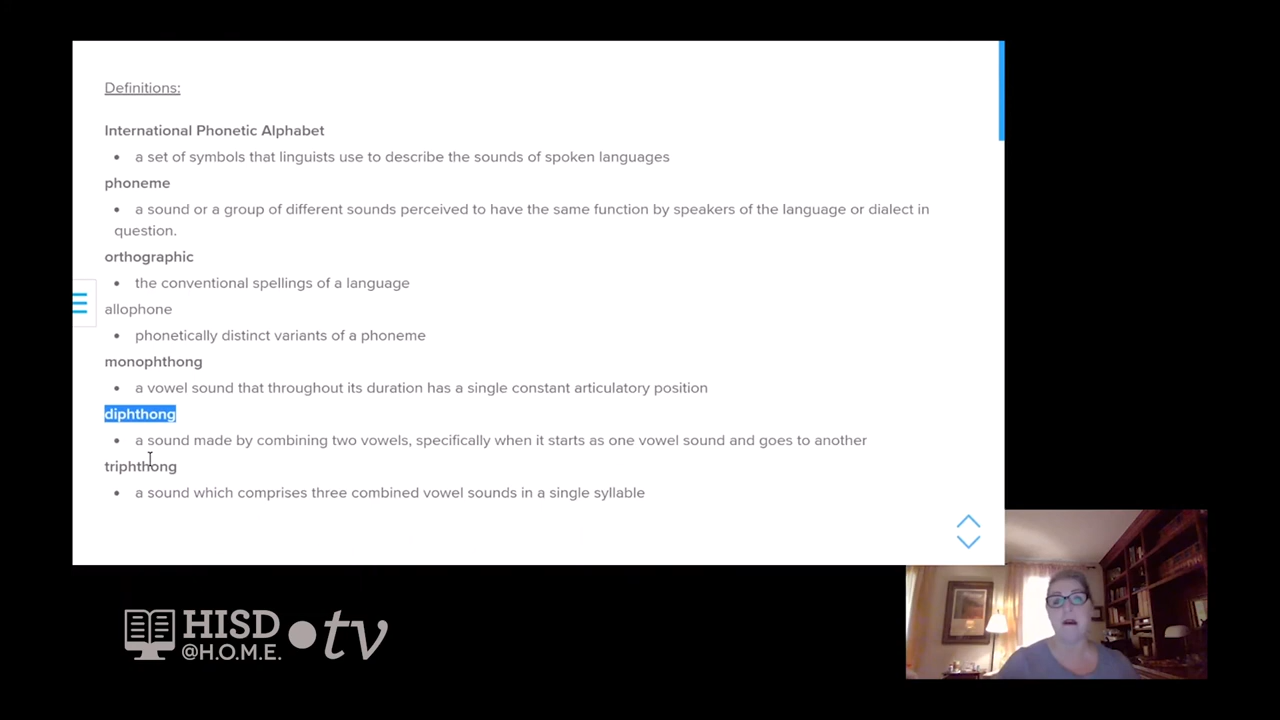 Definitions:
International Phonetic Alphabet
• a set of symbols that linguists use to describe the sounds of spoken languages
phoneme
• a sound or a group of different sounds perceived to have the same function by speakers of the language or dialect in
question.
orthographic
• the conventional spellings of a language
allophone
• phonetically distinct variants of a phoneme
monophthong
• a vowel sound that throughout its duration has a single constant articulatory position
diphthong
• a sound made by combining two vowels, specifically when it starts as one vowel sound and goes to another
triphthong
• a sound which comprises three combined vowel sounds in a single syllable
HISD
@H.O.M.E.
•tv